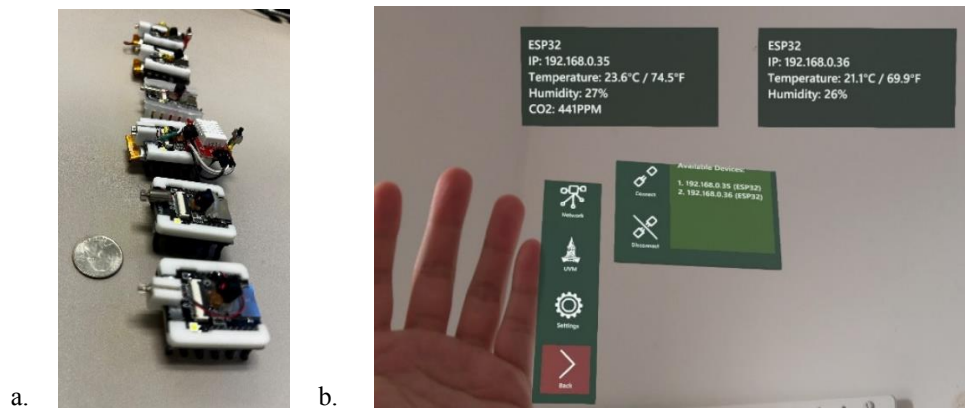 ESP32
IP: 192.168.0.35
Temperature: 23.6°C / 74.5°F
Humidity: 27%
CO2: 441PPM
ESP32
IP: 192.168.0.36
Temperature: 21.1°C / 69.9°F
Humidity: 26%
Network
UVM
Settings
Back
Connect
Disconnect
Available Devices:
1. 192.168.0.35 (ESP32)
2. 192.168.0.36 (ESP32)
a.
b.